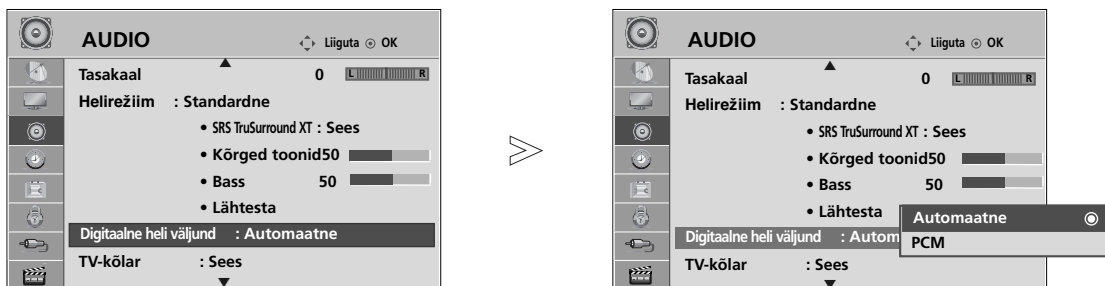 AUDIO
Liiguta OK
Tasakaal 0 L R
Helirežiim : Standardne
• SRS TruSurround XT : Sees
• Kõrged toonid50
• Bass 50
• Lähtesta
Digitaalne heli väljund : Automaatne
TV-kõlar : Sees
>
AUDIO
Liiguta OK
Tasakaal 0 L R
Helirežiim : Standardne
• SRS TruSurround XT : Sees
• Kõrged toonid50
• Bass 50
• Lähtesta
Digitaalne heli väljund : Autom
Automaatne
PCM
TV-kõlar : Sees